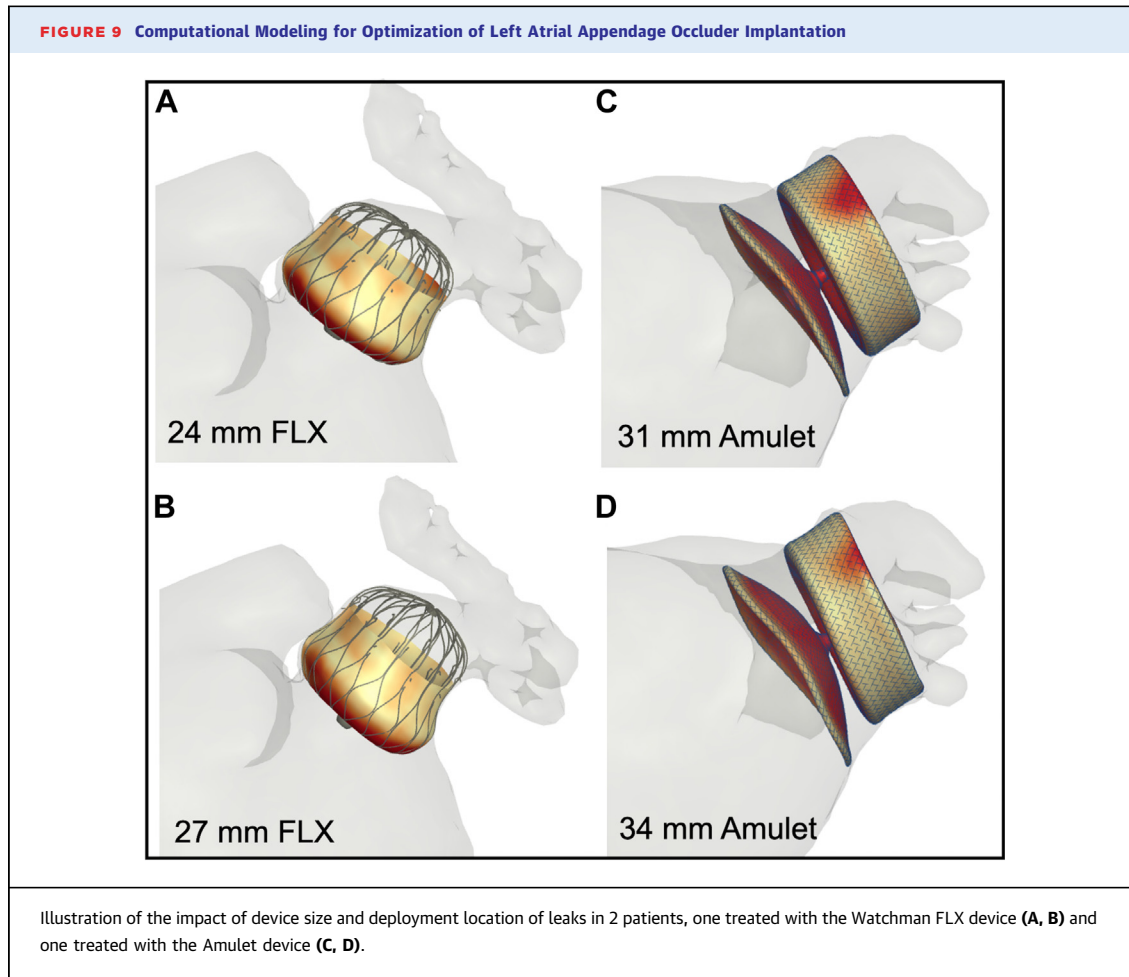 FIGURE 9 Computational Modeling for Optimization of Left Atrial Appendage Occluder Implantation
A
C
24 mm FLX
31 mm Amulet
B
D
27 mm FLX
34 mm Amulet
Illustration of the impact of device size and deployment location of leaks in 2 patients, one treated with the Watchman FLX device (A, B) and
one treated with the Amulet device (C, D).